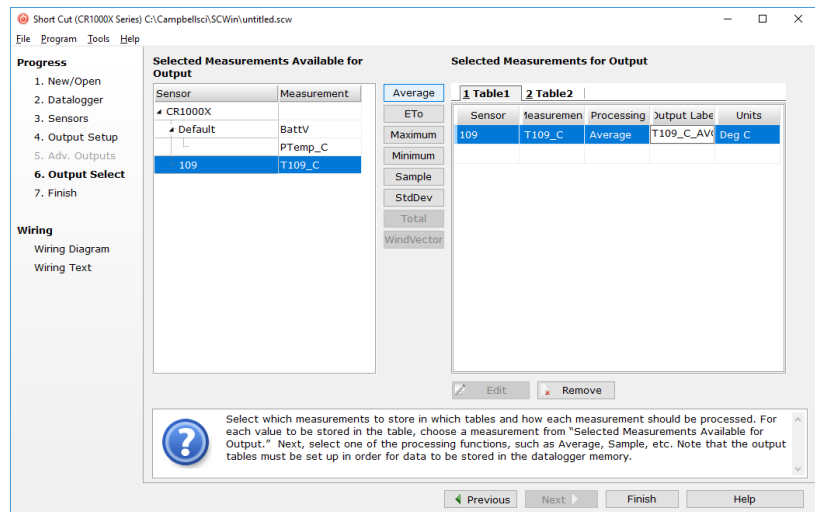 Short Cut (CR1000X Series) C:\Campbellsci\SCWin\untitled.scw
File Program Tools Help
Progress
1. New/Open
2. Datalogger
3. Sensors
4. Output Setup
5. Adv. Outputs
6. Output Select
7. Finish
Wiring
Wiring Diagram
Wiring Text
Selected Measurements Available for
Output
Sensor Measurement
CR1000X
Default BattV
PTemp_C
109 T109_C
Average
ETo
Maximum
Minimum
Sample
StdDev
Total
WindVector
Selected Measurements for Output
1 Table1 2 Table2
Sensor Measuremen Processing Output Labe Units
109 T109_C Average T109_C_AV Deg C
Edit Remove
Select which measurements to store in which tables and how each measurement should be processed. For
each value to be stored in the table, choose a measurement from “Selected Measurements Available for
Output.” Next, select one of the processing functions, such as Average, Sample, etc. Note that the output
tables must be set up in order for data to be stored in the datalogger memory.
Previous Next Finish Help